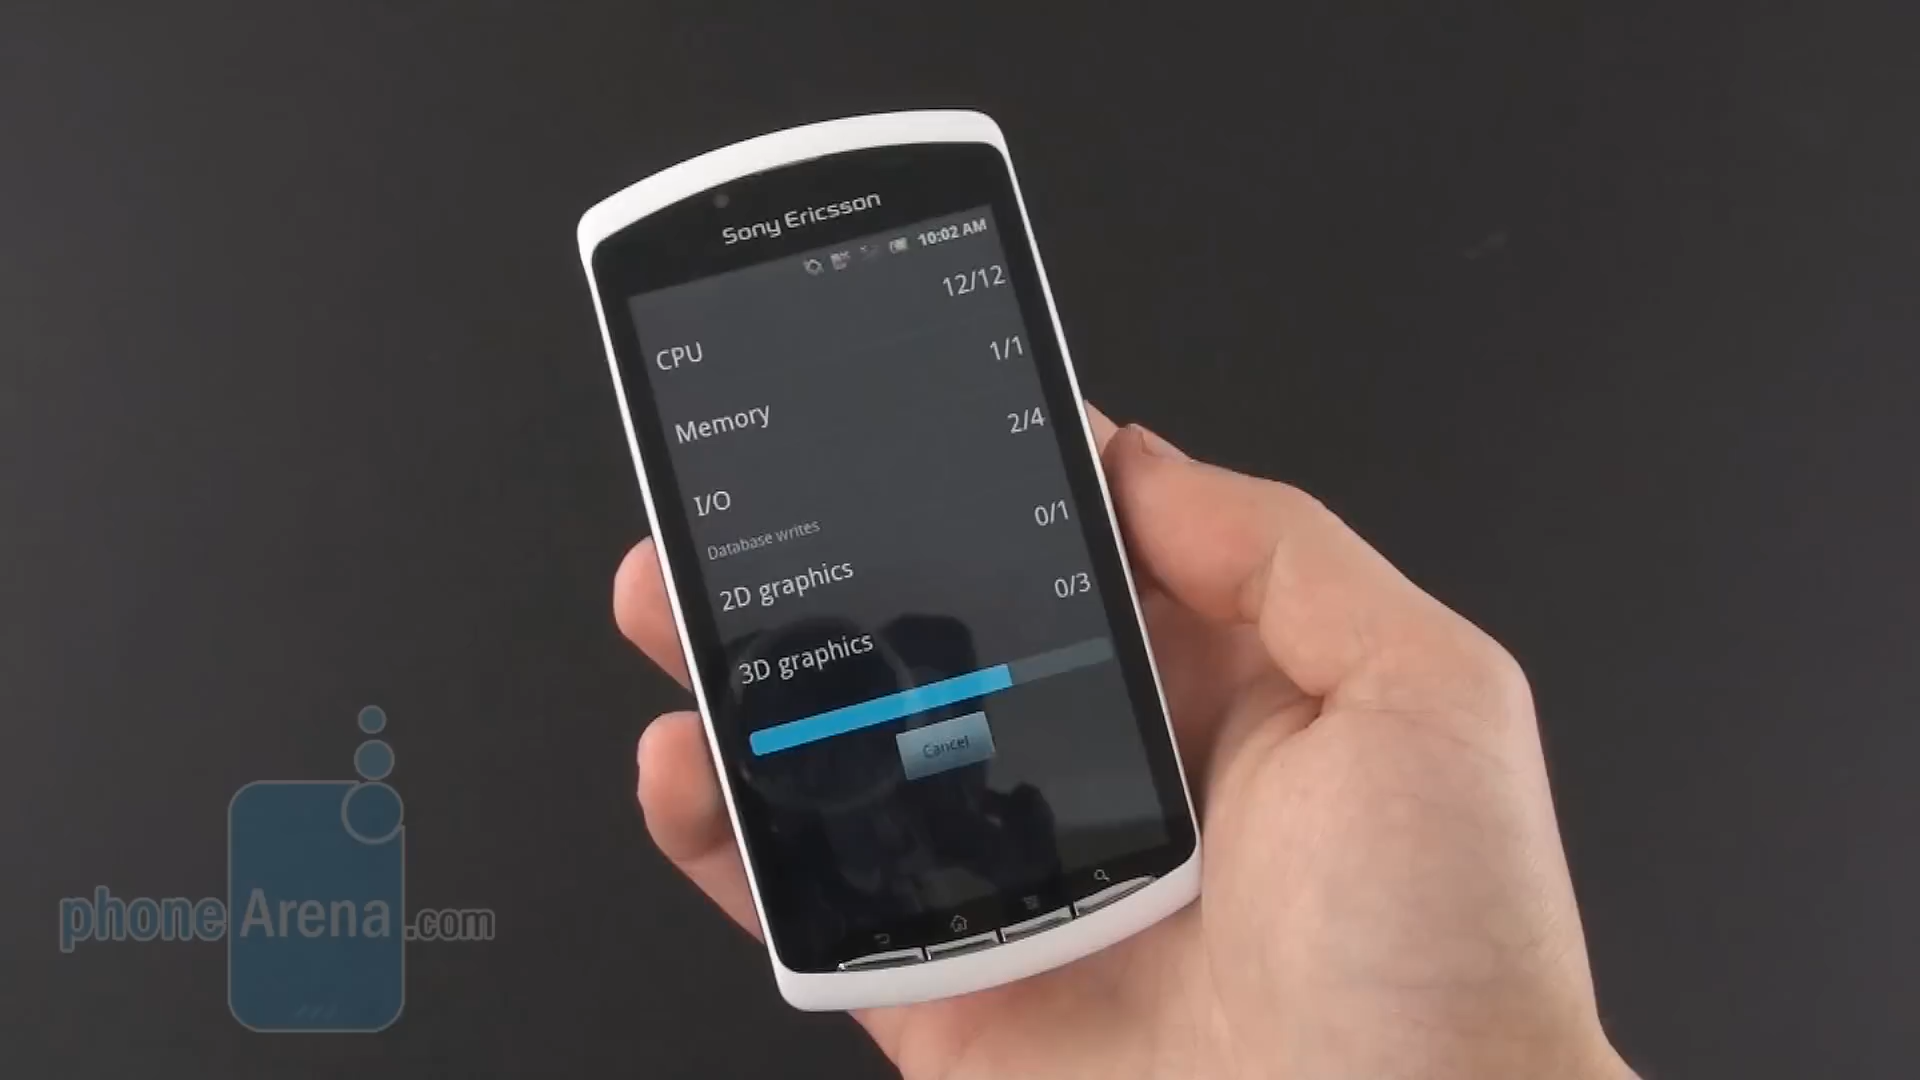 Sony Ericsson
10:02 AM
12/12
CPU
1/1
Memory
2/4
I/O
Database writes
0/1
2D graphics
0/3
3D graphics
Cancel
phoneArena.com